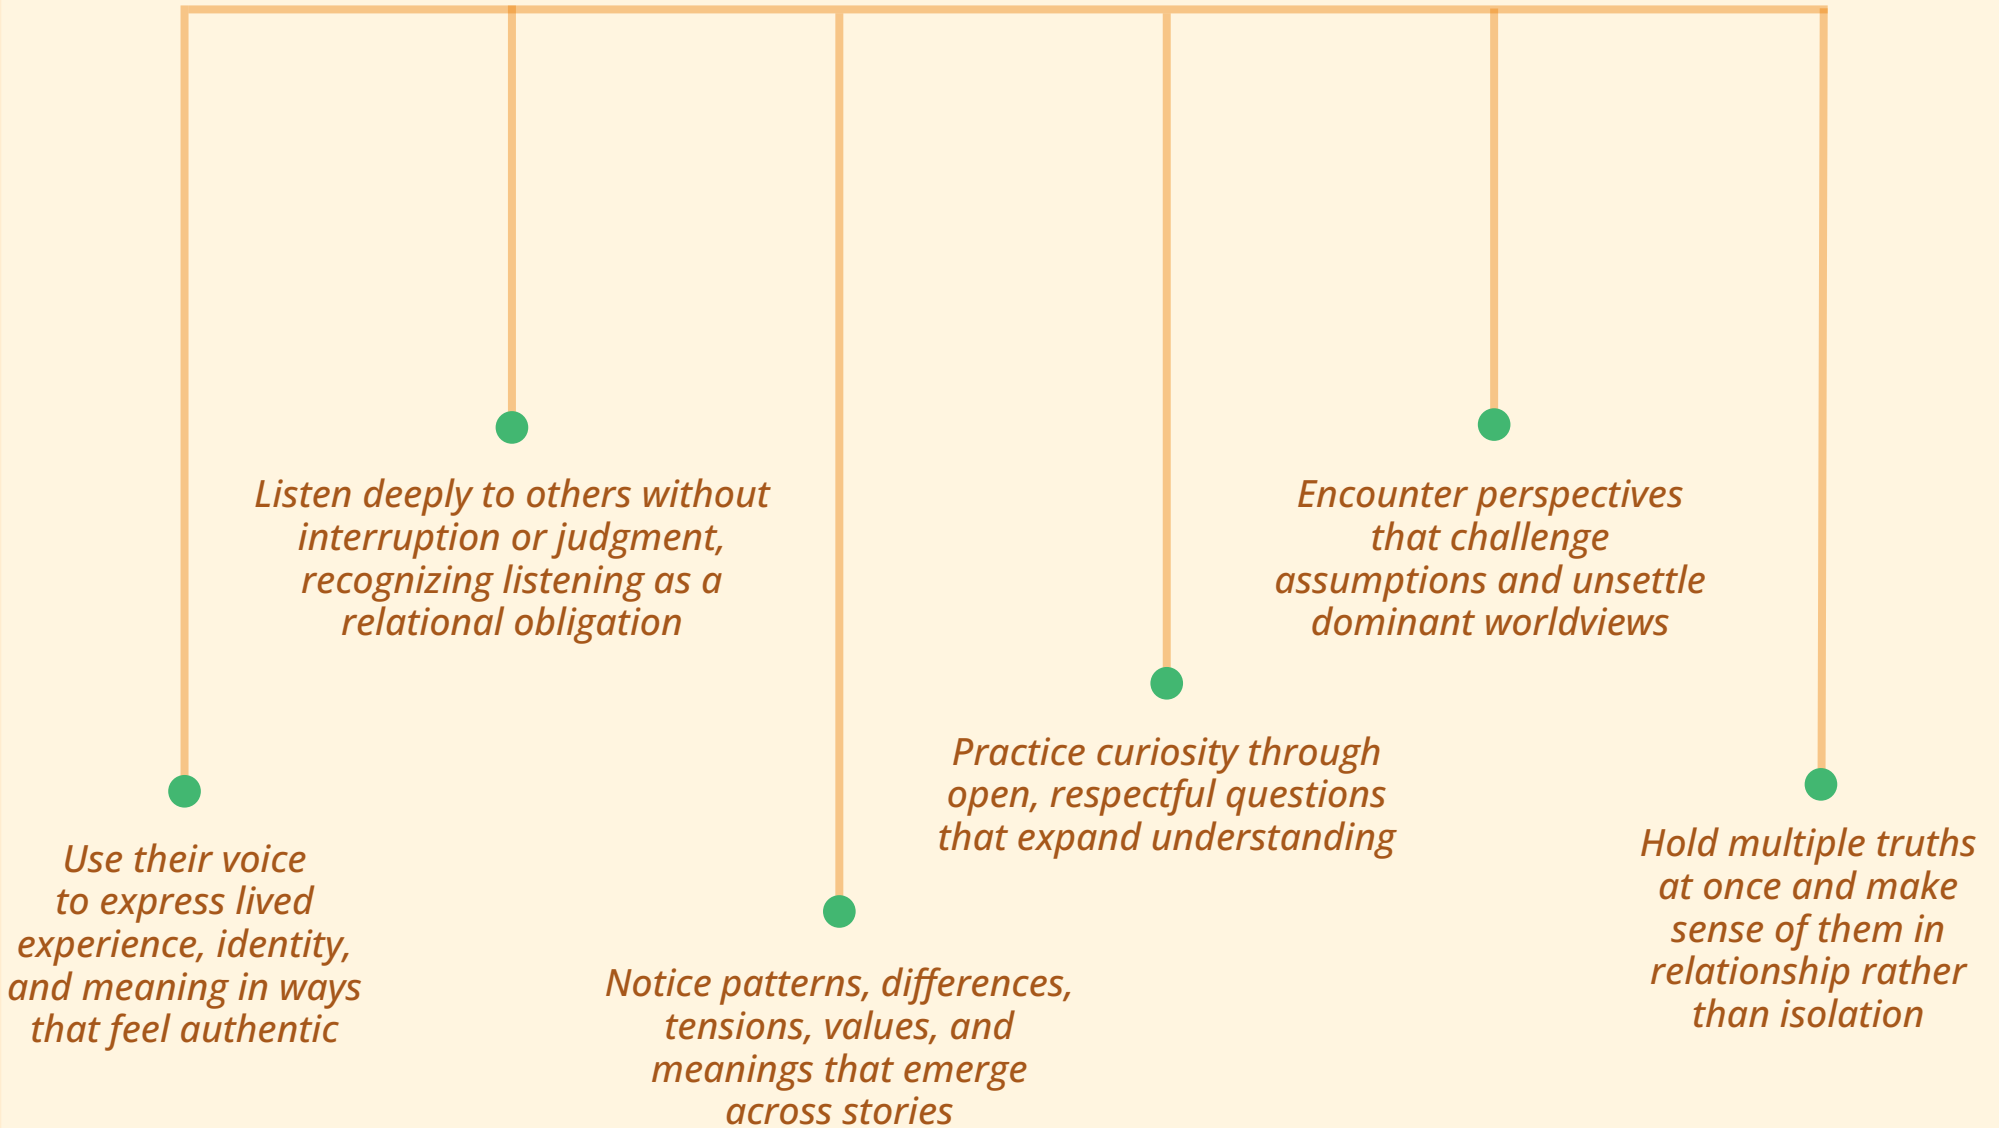 Use their voice
to express lived
experience, identity,
and meaning in ways
that feel authentic
Listen deeply to others without
interruption or judgment,
recognizing listening as a
relational obligation
Notice patterns, differences,
tensions, values, and
meanings that emerge
across stories
Practice curiosity through
open, respectful questions
that expand understanding
Encounter perspectives
that challenge
assumptions and unsettle
dominant worldviews
Hold multiple truths
at once and make
sense of them in
relationship rather
than isolation